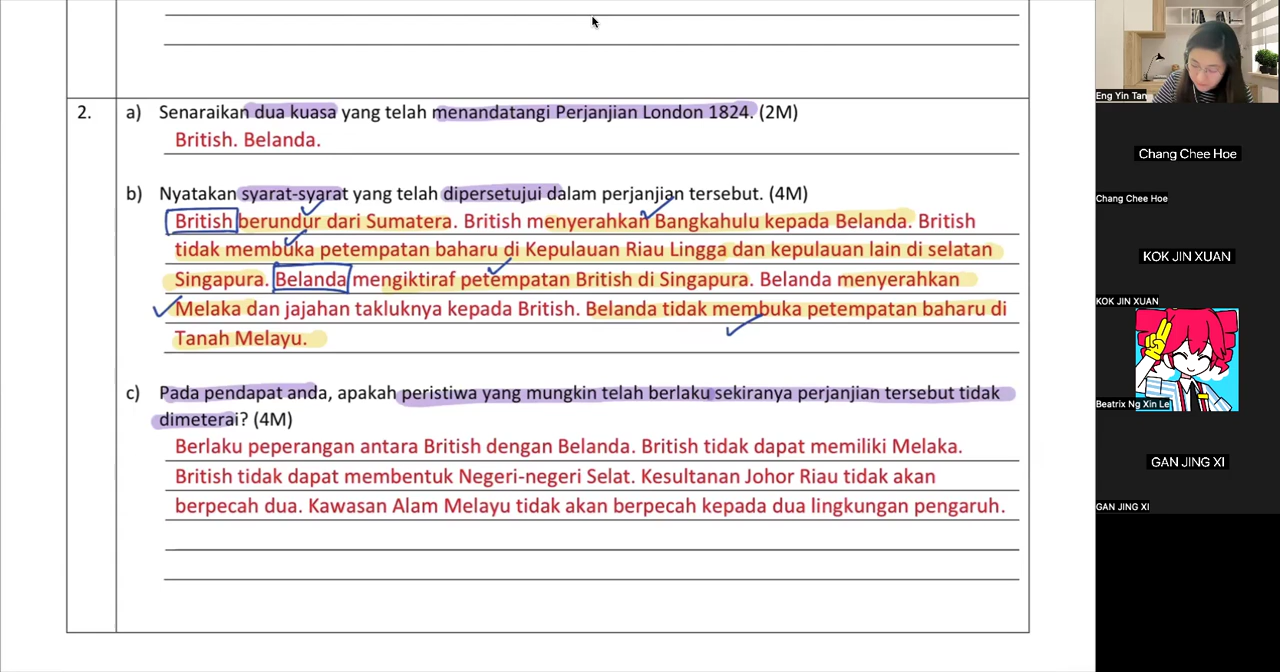 2.
a) Senaraikan dua kuasa yang telah menandatangi Perjanjian London 1824. (2M)
British. Belanda.
b) Nyatakan syarat-syarat yang telah dipersetujui dalam perjanjian tersebut. (4M)
British berundur dari Sumatera. British menyerahkan Bangkahulu kepada Belanda. British
tidak membuka petempatan baharu di Kepulauan Riau Lingga dan kepulauan lain di selatan
Singapura. Belanda mengiktiraf petempatan British di Singapura. Belanda menyerahkan
Melaka dan jajahan takluknya kepada British. Belanda tidak membuka petempatan baharu di
Tanah Melayu.
c) Pada pendapat anda, apakah peristiwa yang mungkin telah berlaku sekiranya perjanjian tersebut tidak
dimeterai? (4M)
Berlaku peperangan antara British dengan Belanda. British tidak dapat memiliki Melaka.
British tidak dapat membentuk Negeri-negeri Selat. Kesultanan Johor Riau tidak akan
berpecah dua. Kawasan Alam Melayu tidak akan berpecah kepada dua lingkungan pengaruh.
Eng Yin Tan
Chang Chee Hoe
Chang Chee Hoe
KOK JIN XUAN
KOK JIN XUAN
Beatrix Ng Xin Le
GAN JING XI
GAN JING XI